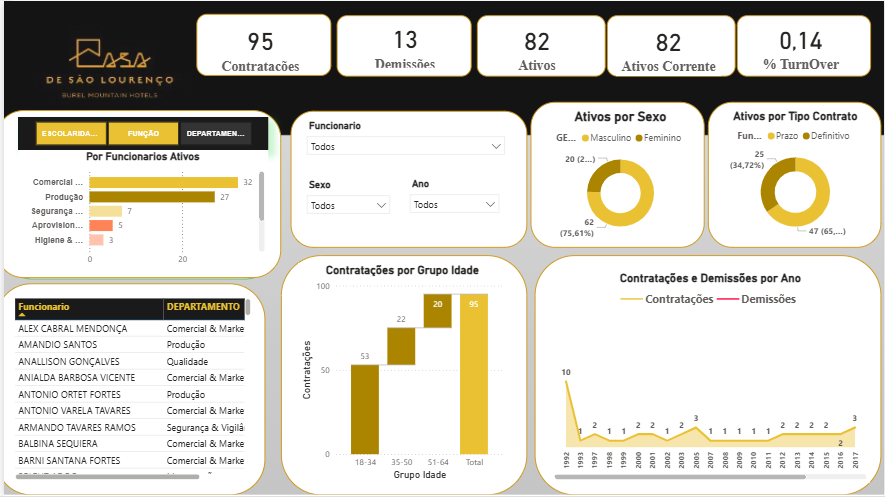 CASA
DE SÃO LOURENÇO
BUREL MOUNTAIN HOTELS
95
Contratacões
13
Demissões
82
Ativos
82
Ativos Corrente
0,14
% TurnOver
ESCOLARIDA...
FUNÇÃO
DEPARTAMEN...
Por Funcionarios Ativos
Comercial ... 32
Produção 27
Segurança ... 7
Aprovision... 5
Higiene & ... 3
0 20
Funcionario
Todos
Sexo
Ano
Todos
Todos
Ativos por Sexo
GE... Masculino Feminino
20 (2...)
62
(75,61%)
Ativos por Tipo Contrato
Fun... Prazo Definitivo
25
(34,72%)
47 (65,...)
Funcionario DEPARTAMENTO
ALEX CABRAL MENDONÇA Comercial & Marke
AMANDIO SANTOS Produção
ANALLISON GONÇALVES Qualidade
ANIALDA BARBOSA VICENTE Comercial & Marke
ANTONIO ORTET FORTES Produção
ANTONIO VARELA TAVARES Comercial & Marke
ARMANDO TAVARES RAMOS Segurança & Vigilâ
BALBINA SEQUIERA Comercial & Marke
BARNI SANTANA FORTES Comercial & Marke
Contratações por Grupo Idade
Contratações
100
50
0
53
22
20
95
18-34 35-50 51-64 Total
Grupo Idade
Contratações e Demissões por Ano
Contratações Demissões
10 1 2 1 1 2 2 1 2 3 1 1 1 1 1 2 2 2 2 2 3
1992 1993 1997 1998 1999 2000 2001 2002 2003 2005 2007 2008 2009 2010 2011 2012 2013 2014 2015 2016 2017